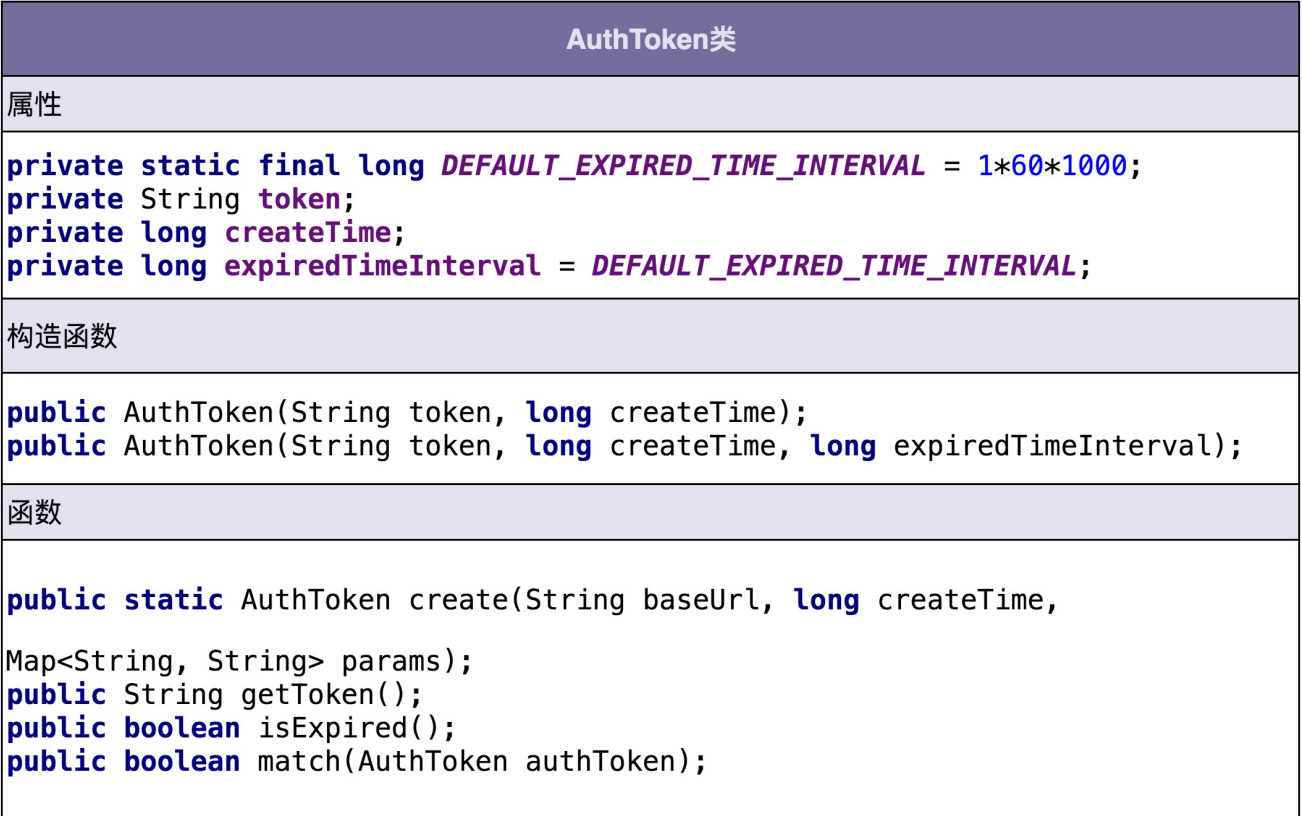 AuthToken类
属性
private static final long DEFAULT_EXPIRED_TIME_INTERVAL = 1*60*1000;
private String token;
private long createTime;
private long expiredTimeInterval = DEFAULT_EXPIRED_TIME_INTERVAL;
构造函数
public AuthToken(String token, long createTime);
public AuthToken(String token, long createTime, long expiredTimeInterval);
函数
public static AuthToken create(String baseUrl, long createTime,
Map<String, String> params);
public String getToken();
public boolean isExpired();
public boolean match(AuthToken authToken);